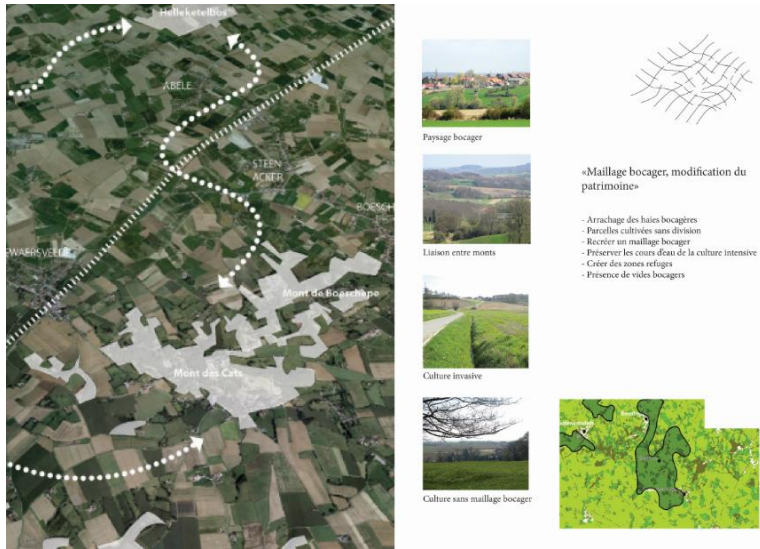 Helleketelbos
ABELE
STEEN
ACKER
BOESCH
EWAERSVELDE
Mont de Boeschepe
Mont des Cats
Paysage bocager
Liaison entre monts
Culture invasive
Culture sans maillage bocager
«Maillage bocager, modification du
patrimoine»
- Arrachage des haies bocagères
- Parcelles cultivées sans division
- Recréer un maillage bocager
- Préserver les cours d'eau de la culture intensive
- Créer des zones refuges
- Présence de vides bocagers